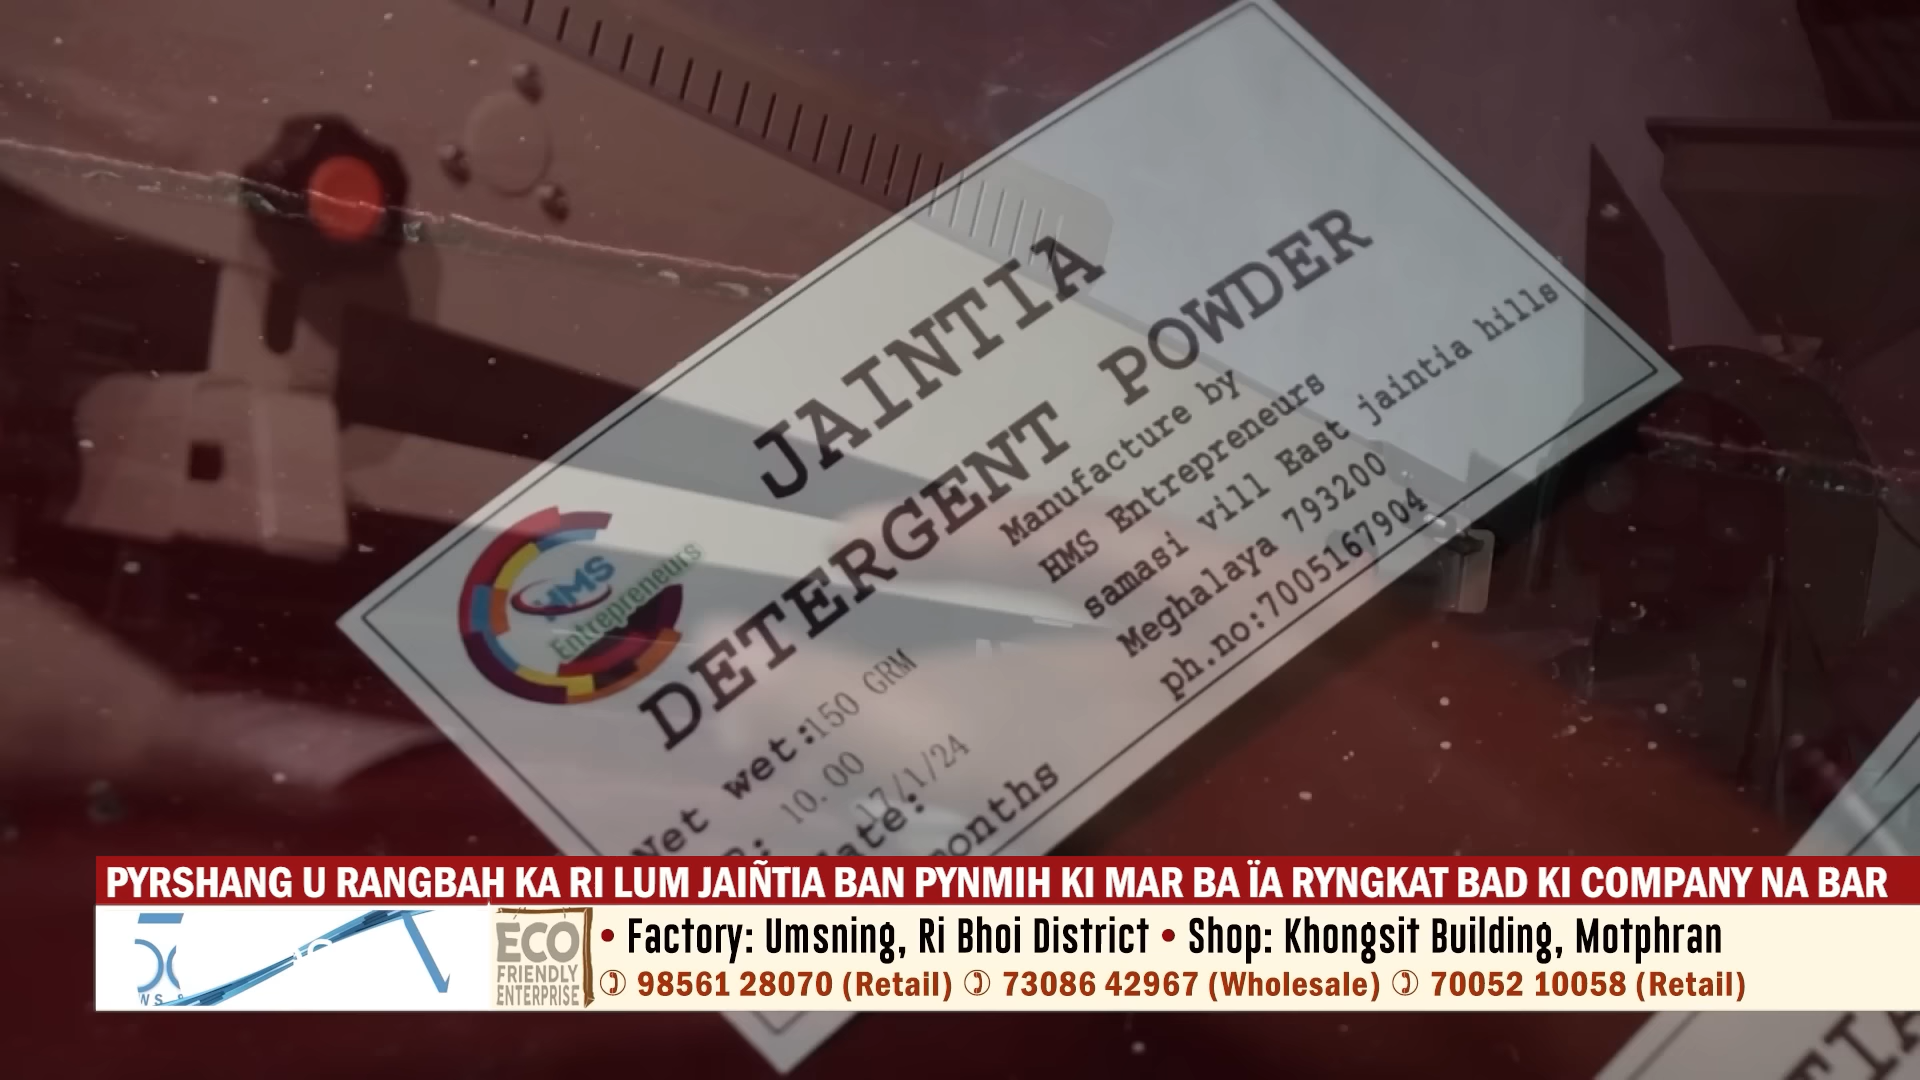 JAINTIA
DETERGENT POWDER
Manufacture by
HMS Entrepreneurs
samasi vill East jaintia hills
Meghalaya 793200
ph.no:7005167904
HMS
Entrepreneurs
Net wet:150 GRM
10.00
17/1/24
PYRSHANG U RANGBAH KA RI LUM JAIÑTIA BAN PYNMIH KI MAR BA ÏA RYNGKAT BAD KI COMPANY NA BAR
ECO
FRIENDLY
ENTERPRISE
• Factory: Umsning, Ri Bhoi District • Shop: Khongsit Building, Motphran
✆ 98561 28070 (Retail) ✆ 73086 42967 (Wholesale) ✆ 70052 10058 (Retail)